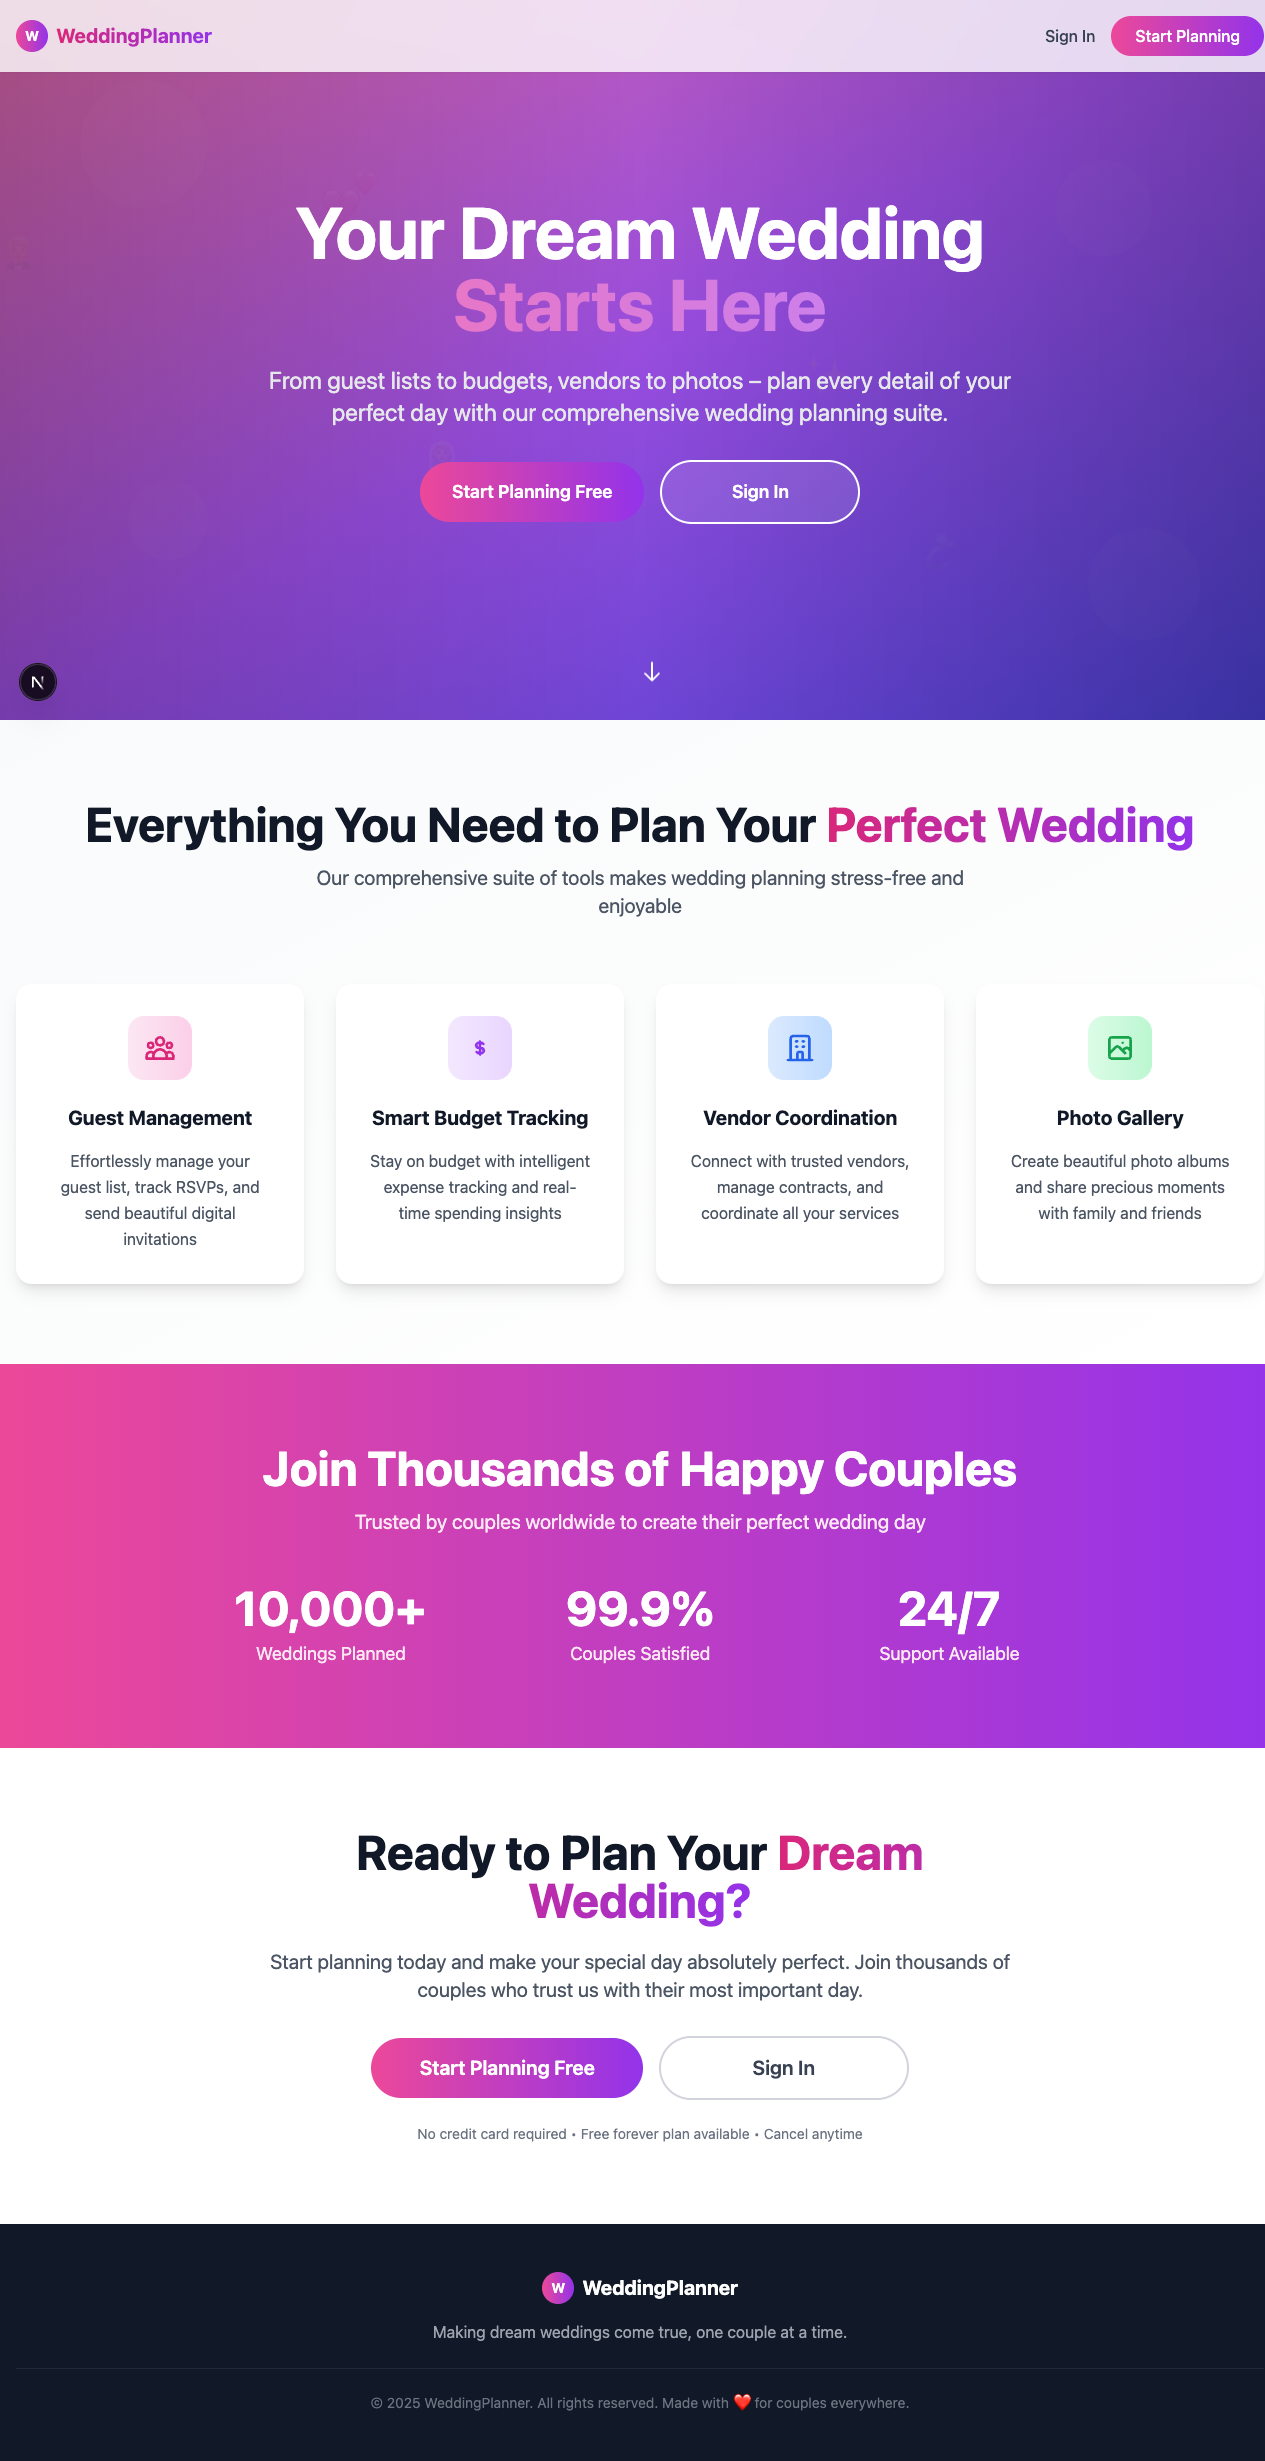 W WeddingPlanner
Sign In
Start Planning
Your Dream Wedding
Starts Here
From guest lists to budgets, vendors to photos – plan every detail of your
perfect day with our comprehensive wedding planning suite.
Start Planning Free
Sign In
N
Everything You Need to Plan Your Perfect Wedding
Our comprehensive suite of tools makes wedding planning stress-free and
enjoyable
Guest Management
Effortlessly manage your
guest list, track RSVPs, and
send beautiful digital
invitations
$
Smart Budget Tracking
Stay on budget with intelligent
expense tracking and real-
time spending insights
Vendor Coordination
Connect with trusted vendors,
manage contracts, and
coordinate all your services
Photo Gallery
Create beautiful photo albums
and share precious moments
with family and friends
Join Thousands of Happy Couples
Trusted by couples worldwide to create their perfect wedding day
10,000+
Weddings Planned
99.9%
Couples Satisfied
24/7
Support Available
Ready to Plan Your Dream
Wedding?
Start planning today and make your special day absolutely perfect. Join thousands of
couples who trust us with their most important day.
Start Planning Free
Sign In
No credit card required • Free forever plan available • Cancel anytime
W WeddingPlanner
Making dream weddings come true, one couple at a time.
© 2025 WeddingPlanner. All rights reserved. Made with ❤️ for couples everywhere.